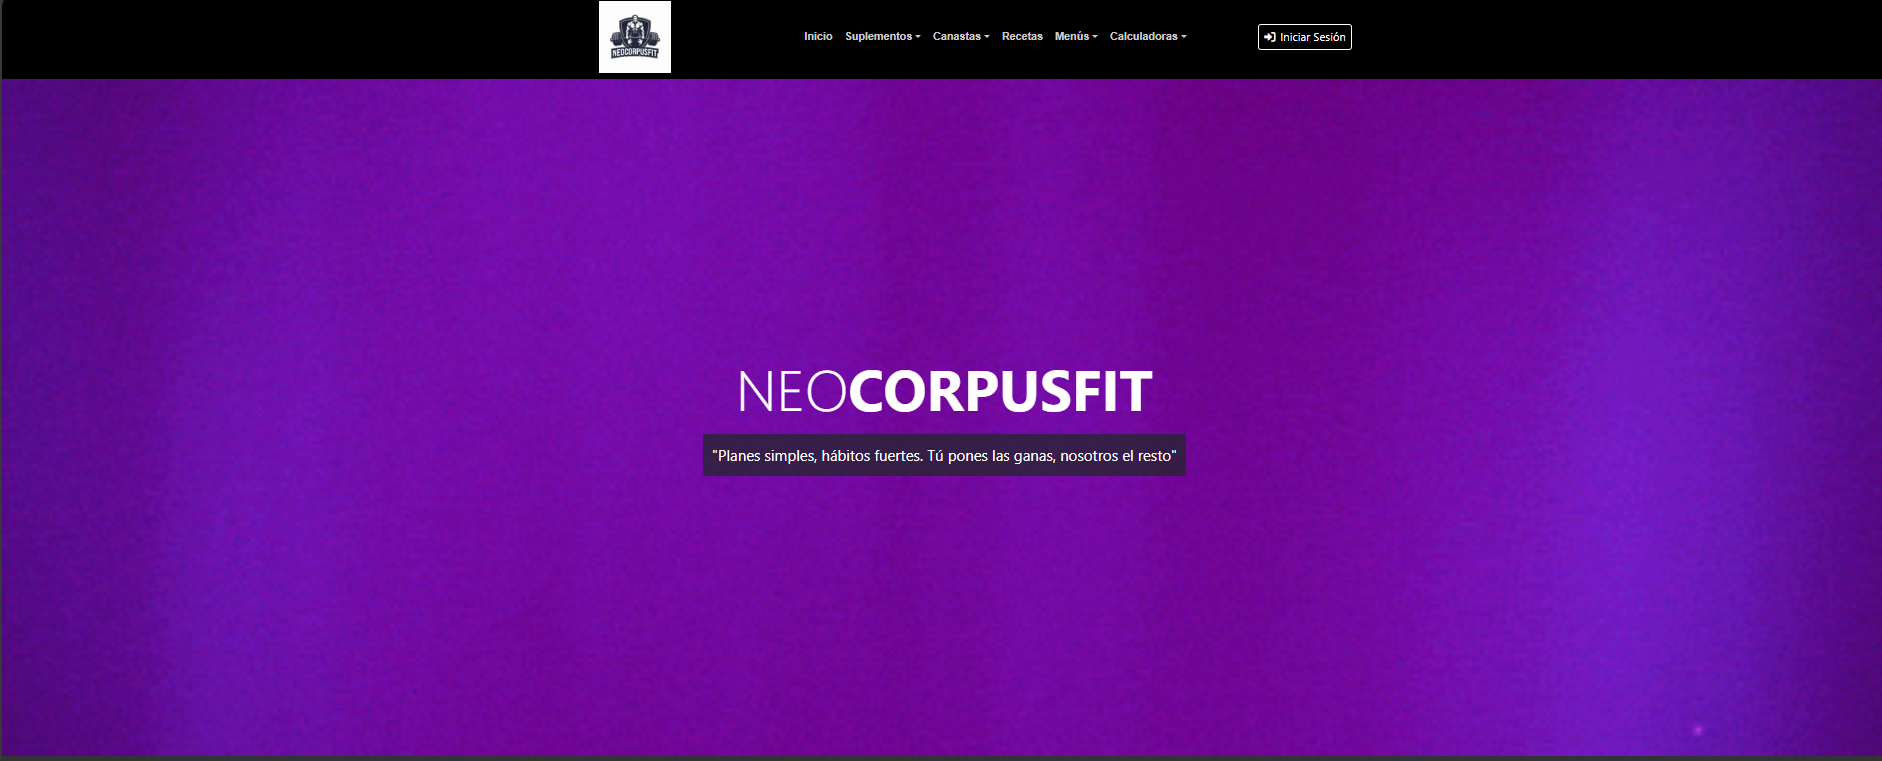 NEOCORPUSFIT
Inicio Suplementos Canastas Recetas Menús Calculadoras Iniciar Sesión
NEOCORPUSFIT
"Planes simples, hábitos fuertes. Tú pones las ganas, nosotros el resto"